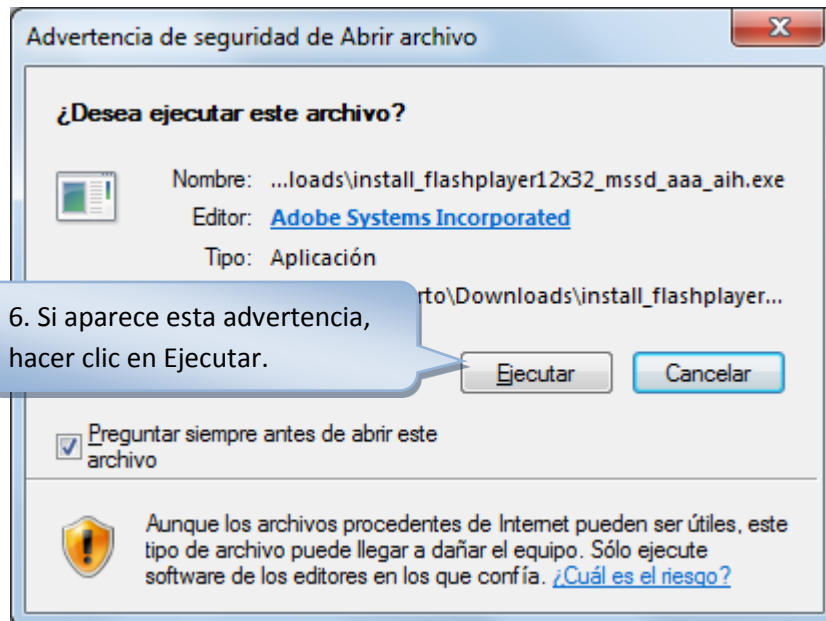 Advertencia de seguridad de Abrir archivo
¿Desea ejecutar este archivo?
Nombre: ...loads\install_flashplayer12x32_mssd_aaa_aih.exe
Editor: Adobe Systems Incorporated
Tipo: Aplicación
rto\Downloads\install_flashplayer...
6. Si aparece esta advertencia,
hacer clic en Ejecutar.
Ejecutar Cancelar
Preguntar siempre antes de abrir este
archivo
Aunque los archivos procedentes de Internet pueden ser útiles, este
tipo de archivo puede llegar a dañar el equipo. Sólo ejecute
software de los editores en los que confía. ¿Cuál es el riesgo?